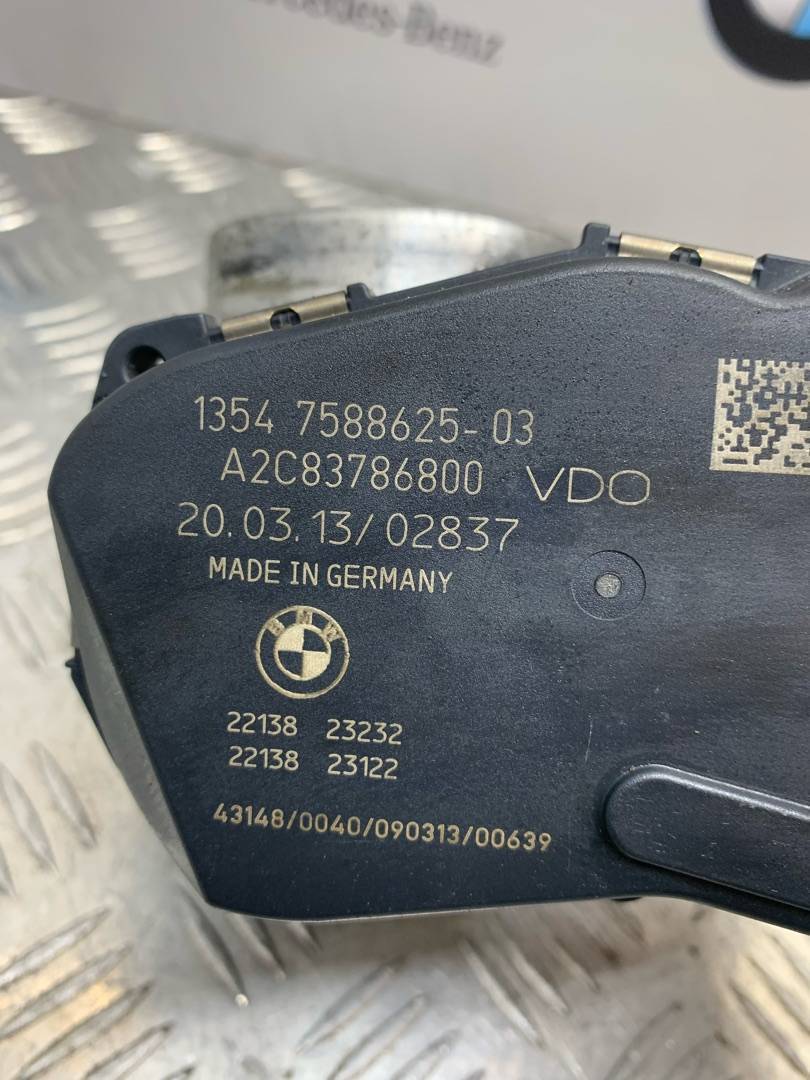 -Benz
1354 7588625-03
A2C83786800 VDO
20.03.13/02837
MADE IN GERMANY
BMW
22138 23232
22138 23122
43148/0040/090313/00639